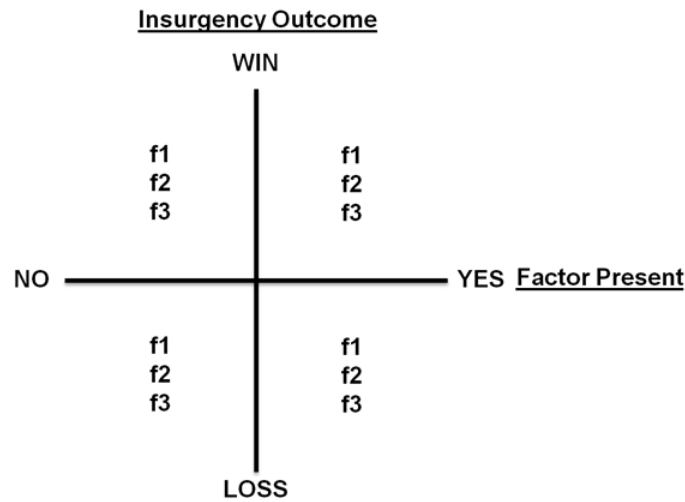 Insurgency Outcome
WIN
f1 f1
f2 f2
f3 f3
NO YES Factor Present
f1 f1
f2 f2
f3 f3
LOSS